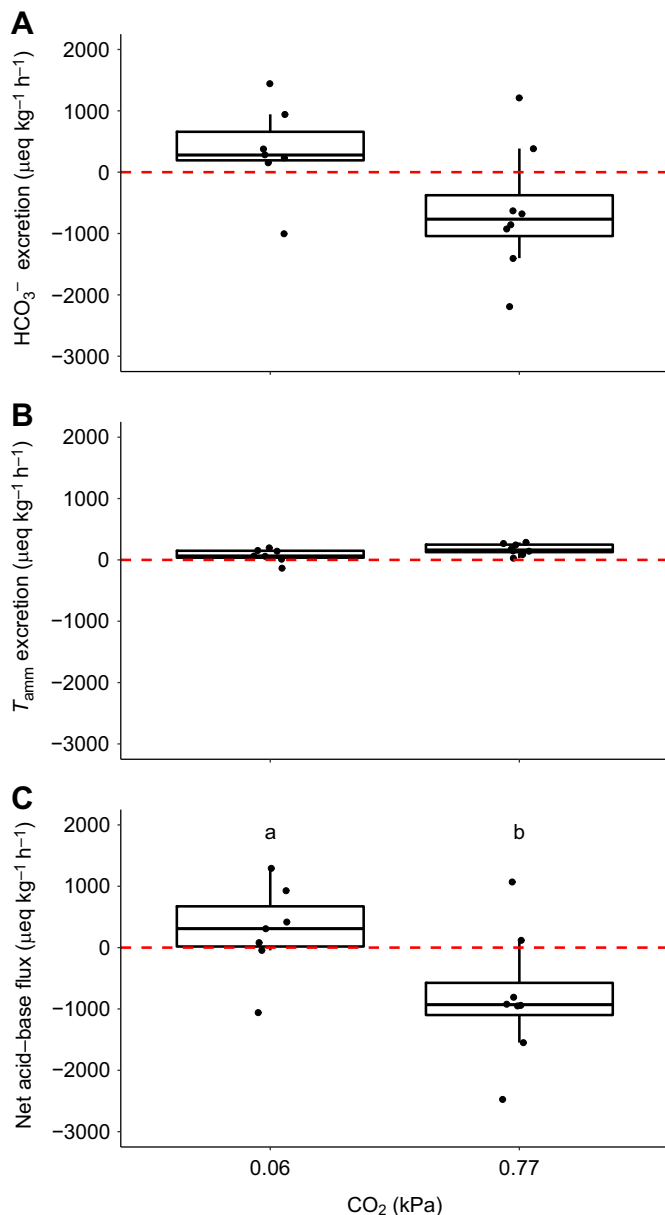 A
HCO₃⁻ excretion (μeq kg⁻¹ h⁻¹)
2000
1000
0
−1000
−2000
−3000
B
T_amm excretion (μeq kg⁻¹ h⁻¹)
2000
1000
0
−1000
−2000
−3000
C
Net acid–base flux (μeq kg⁻¹ h⁻¹)
2000
1000
0
−1000
−2000
−3000
a
b
0.06
0.77
CO₂ (kPa)